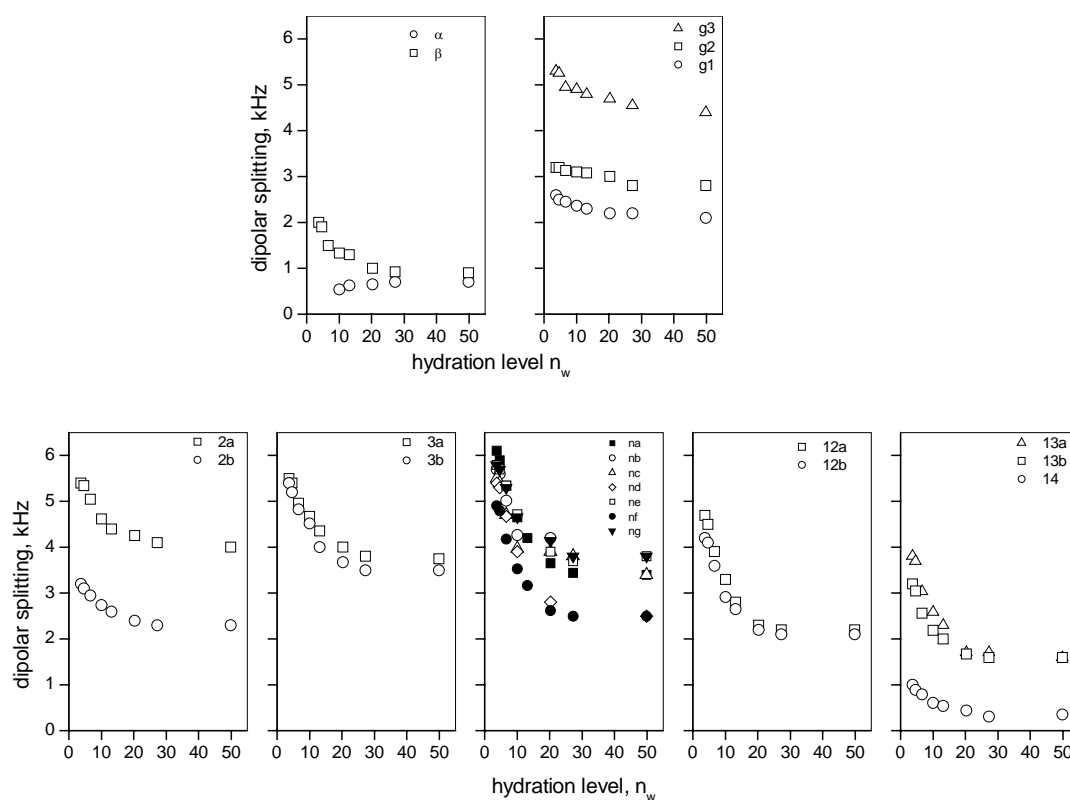 α
β
g3
g2
g1
dipolar splitting, kHz
6
5
4
3
2
1
0
0 10 20 30 40 50
0 10 20 30 40 50
hydration level n_w
2a
2b
3a
3b
na
nb
nc
nd
ne
nf
ng
12a
12b
13a
13b
14
dipolar splitting, kHz
6
5
4
3
2
1
0
0 10 20 30 40 50
0 10 20 30 40 50
0 10 20 30 40 50
0 10 20 30 40 50
0 10 20 30 40 50
hydration level, n_w